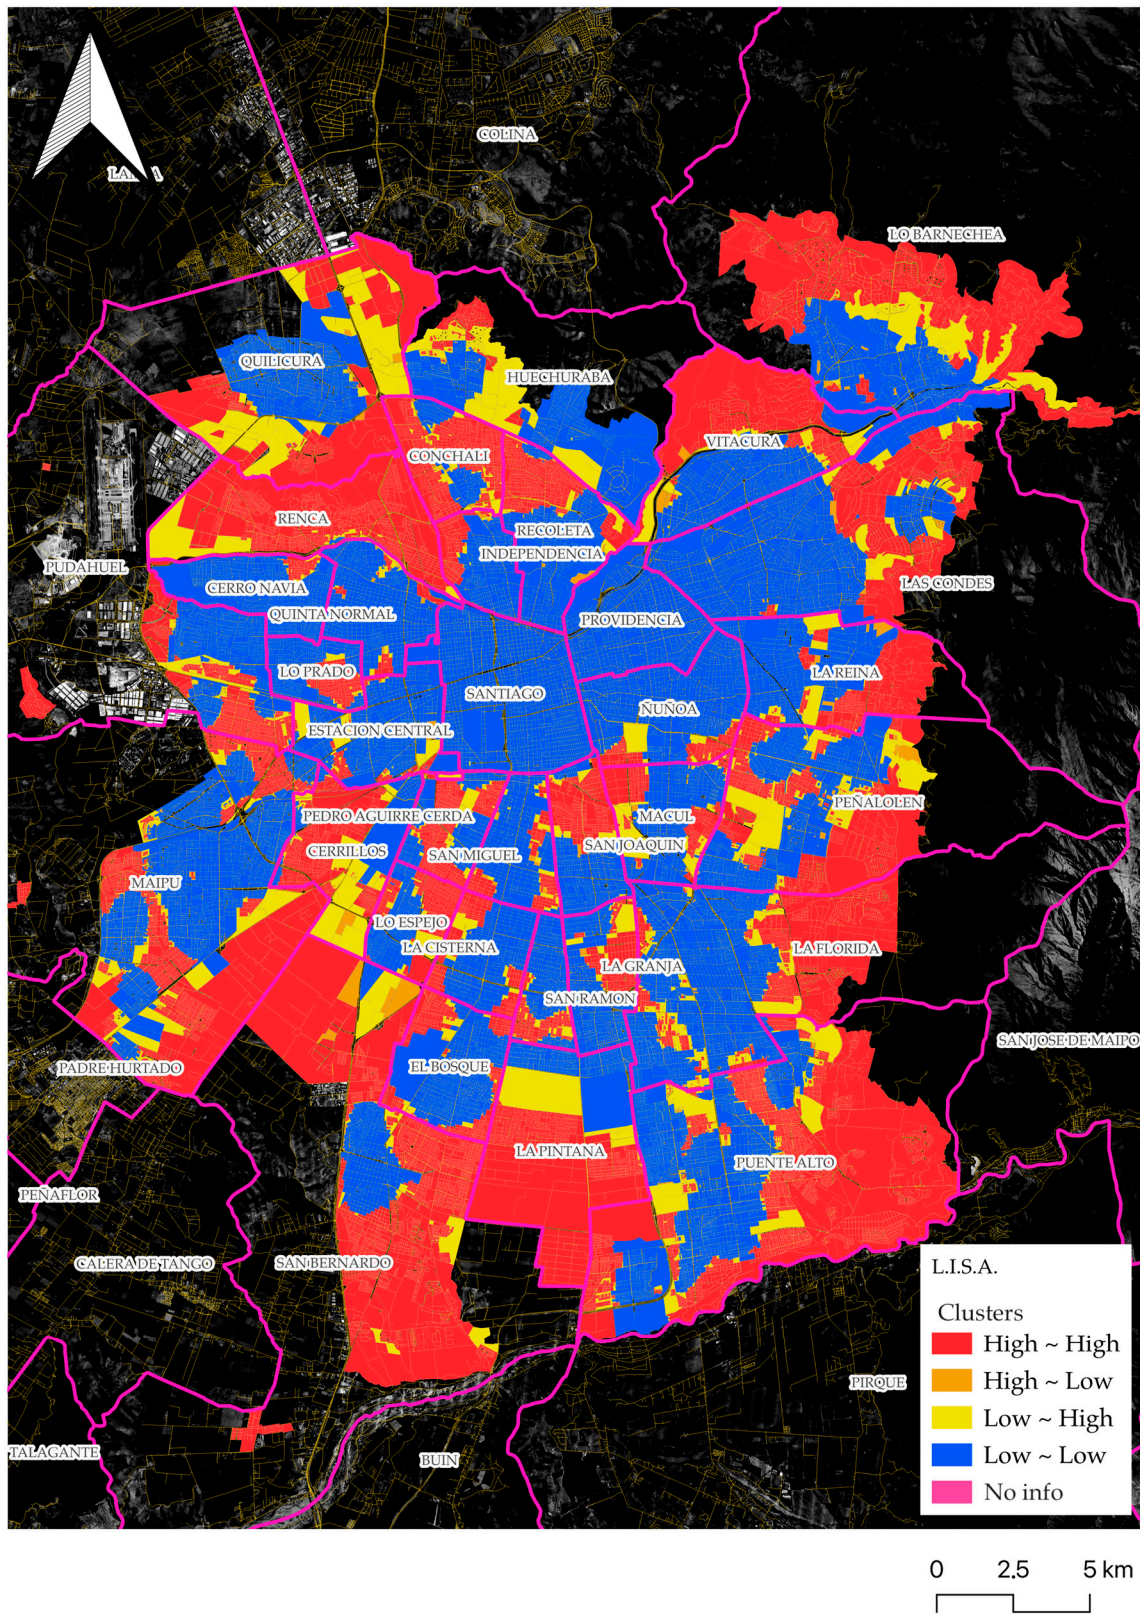 COLINA
LO BARNECHEA
QUILICURA
HUECHURABA
VITACURA
CONCHALI
RENCA
RECOLETA
INDEPENDENCIA
PUDAHUEL
LAS CONDES
CERRO NAVIA
QUINTA NORMAL
PROVIDENCIA
LO PRADO
LA REINA
SANTIAGO
ÑUÑOA
ESTACION CENTRAL
PEÑALOLEN
PEDRO AGUIRRE CERDA
MACUL
SAN JOAQUIN
CERRILLOS
SAN MIGUEL
MAIPU
LO ESPEJO
LA CISTERNA
LA FLORIDA
LA GRANJA
SAN RAMON
SAN JOSE DE MAIPO
PADRE HURTADO
EL BOSQUE
LA PINTANA
PUENTE ALTO
PEÑAFLOR
CALERA DE TANGO
SAN BERNARDO
PIRQUE
TALAGANTE
BUIN
L.I.S.A.
Clusters
High ~ High
High ~ Low
Low ~ High
Low ~ Low
No info
0 2.5 5 km